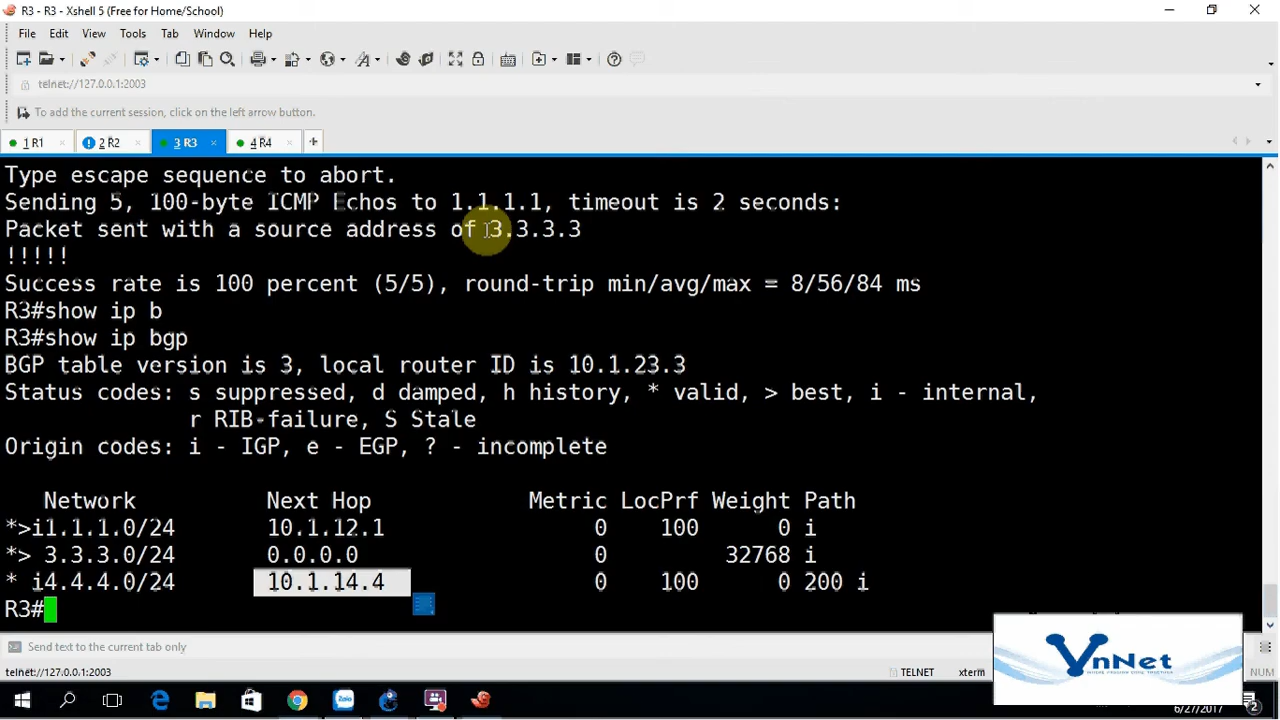 R3 - R3 - Xshell 5 (Free for Home/School)
File Edit View Tools Tab Window Help
telnet://127.0.0.1:2003
To add the current session, click on the left arrow button.
1 R1 2 R2 3 R3 4 R4
Type escape sequence to abort.
Sending 5, 100-byte ICMP Echos to 1.1.1.1, timeout is 2 seconds:
Packet sent with a source address of 3.3.3.3
!!!!!
Success rate is 100 percent (5/5), round-trip min/avg/max = 8/56/84 ms
R3#show ip b
R3#show ip bgp
BGP table version is 3, local router ID is 10.1.23.3
Status codes: s suppressed, d damped, h history, * valid, > best, i - internal,
r RIB-failure, S Stale
Origin codes: i - IGP, e - EGP, ? - incomplete
Network Next Hop Metric LocPrf Weight Path
*>i1.1.1.0/24 10.1.12.1 0 100 0 i
*> 3.3.3.0/24 0.0.0.0 0 32768 i
* i4.4.4.0/24 10.1.14.4 0 100 0 200 i
R3#
Send text to the current tab only
telnet://127.0.0.1:2003 TELNET xterm NUM
VnNet
Zalo
6/27/2017
2